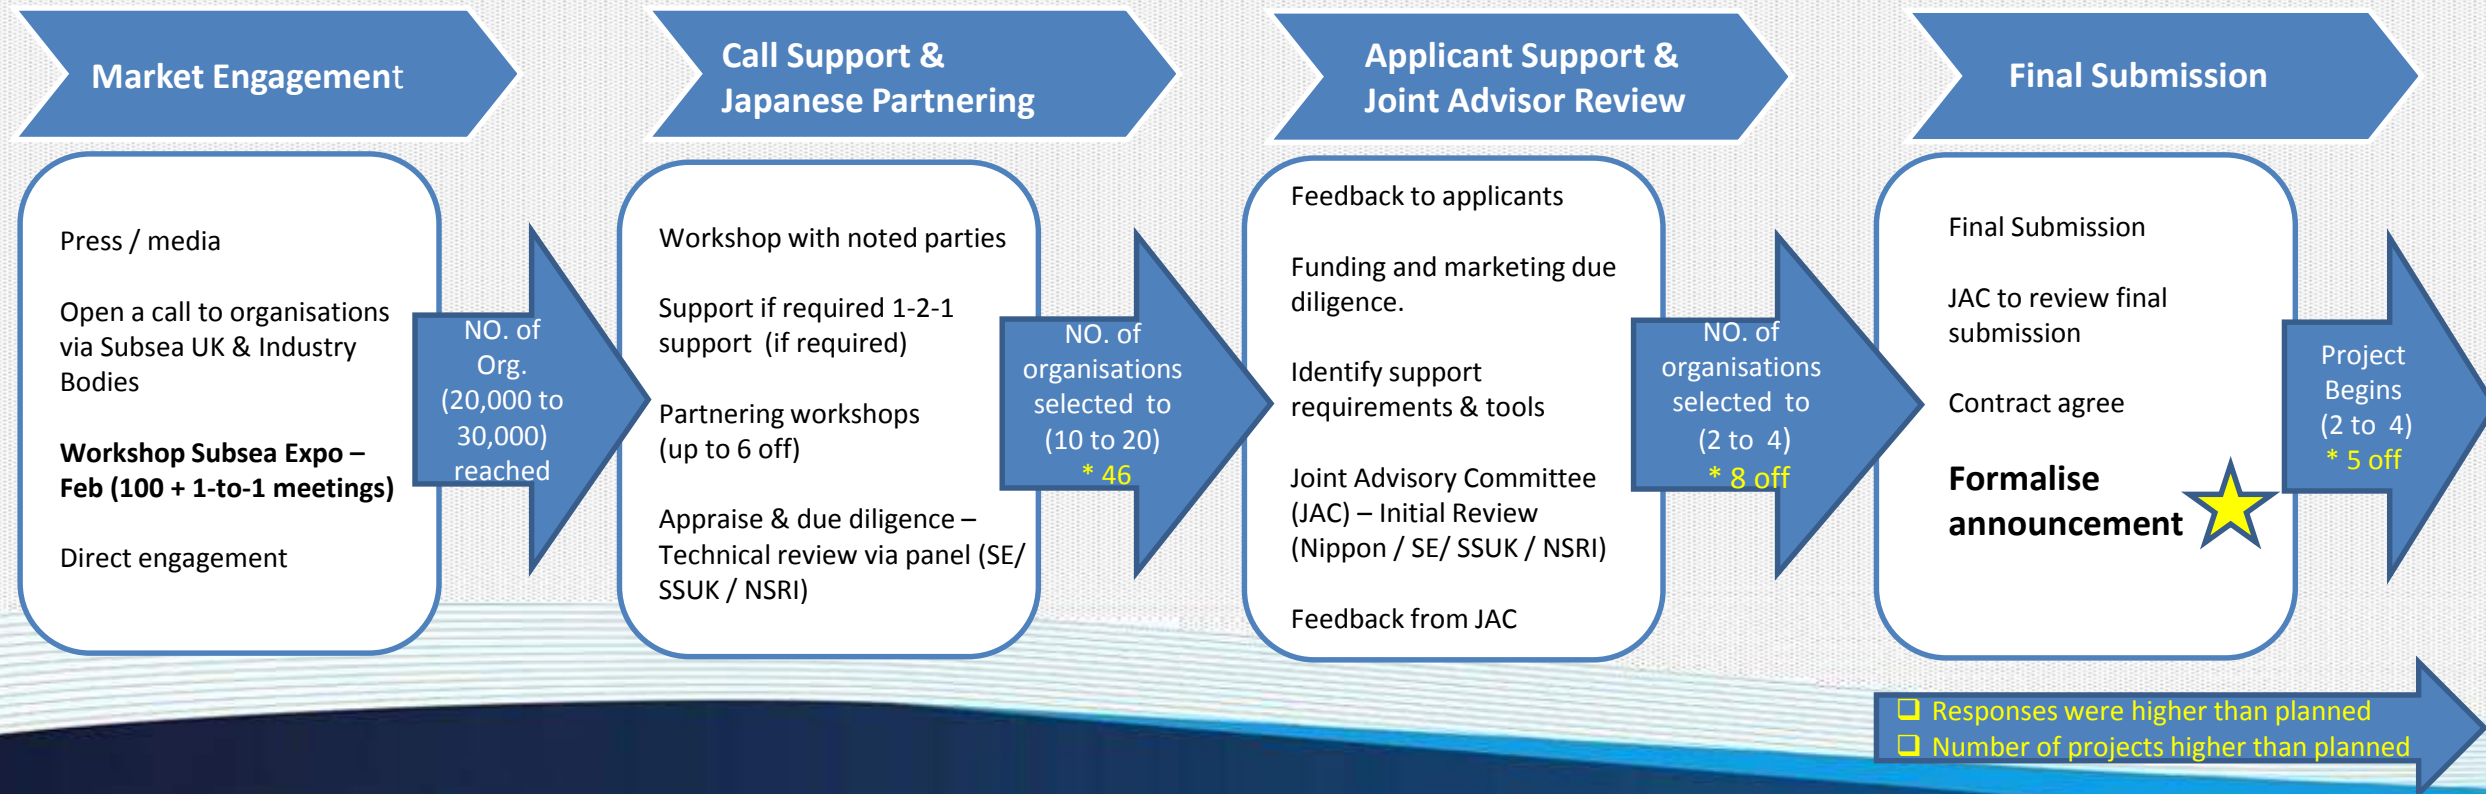 Market Engagement
Press / media
Open a call to organisations
via Subsea UK & Industry
Bodies
Workshop Subsea Expo –
Feb (100 + 1-to-1 meetings)
Direct engagement
NO. of
Org.
(20,000 to
30,000)
reached
Call Support &
Japanese Partnering
Workshop with noted parties
Support if required 1-2-1
support (if required)
Partnering workshops
(up to 6 off)
Appraise & due diligence –
Technical review via panel (SE/
SSUK / NSRI)
NO. of
organisations
selected to
(10 to 20)
* 46
Applicant Support &
Joint Advisor Review
Feedback to applicants
Funding and marketing due
diligence.
Identify support
requirements & tools
Joint Advisory Committee
(JAC) – Initial Review
(Nippon / SE/ SSUK / NSRI)
Feedback from JAC
NO. of
organisations
selected to
(2 to 4)
* 8 off
Final Submission
Final Submission
JAC to review final
submission
Contract agree
Formalise
announcement
Project
Begins
(2 to 4)
* 5 off
❑ Responses were higher than planned
❑ Number of projects higher than planned